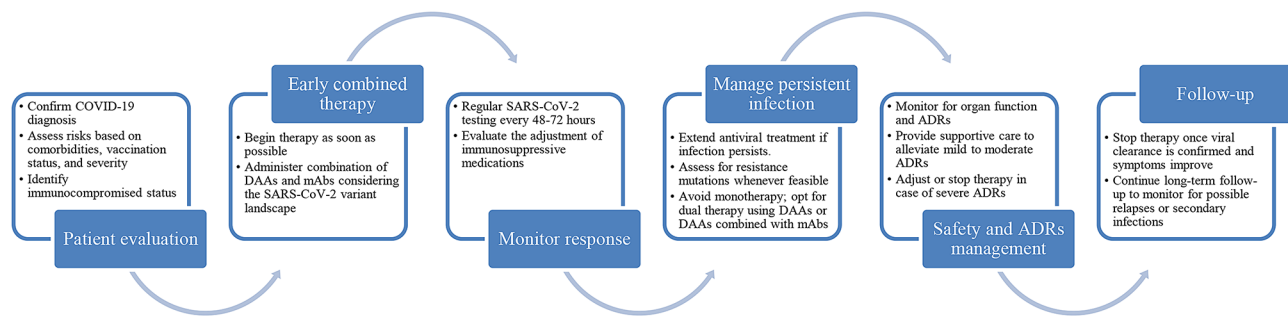 • Confirm COVID-19
diagnosis
• Assess risks based on
comorbidities, vaccination
status, and severity
• Identify
immunocompromised status
Patient evaluation
Early combined
therapy
• Begin therapy as soon as
possible
• Administer combination of
DAAs and mAbs considering
the SARS-CoV-2 variant
landscape
• Regular SARS-CoV-2
testing every 48-72 hours
• Evaluate the adjustment of
immunosuppressive
medications
Monitor response
Manage persistent
infection
• Extend antiviral treatment if
infection persists.
• Assess for resistance
mutations whenever feasible
• Avoid monotherapy; opt for
dual therapy using DAAs or
DAAs combined with mAbs
• Monitor for organ function
and ADRs
• Provide supportive care to
alleviate mild to moderate
ADRs
• Adjust or stop therapy in
case of severe ADRs
Safety and ADRs
management
Follow-up
• Stop therapy once viral
clearance is confirmed and
symptoms improve
• Continue long-term follow-
up to monitor for possible
relapses or secondary
infections